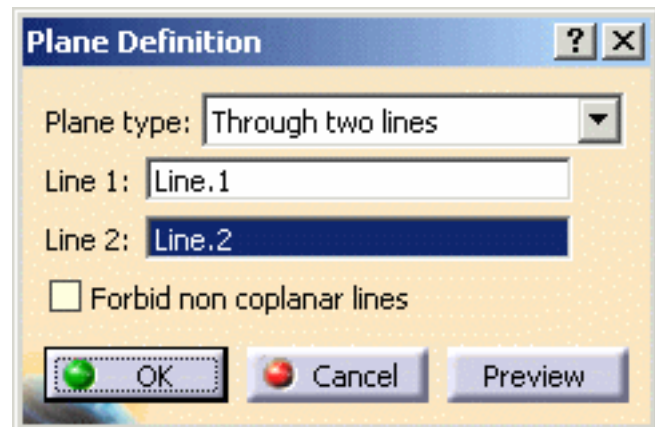 Plane Definition ? X
Plane type: Through two lines
Line 1: Line.1
Line 2: Line.2
Forbid non coplanar lines
OK Cancel Preview